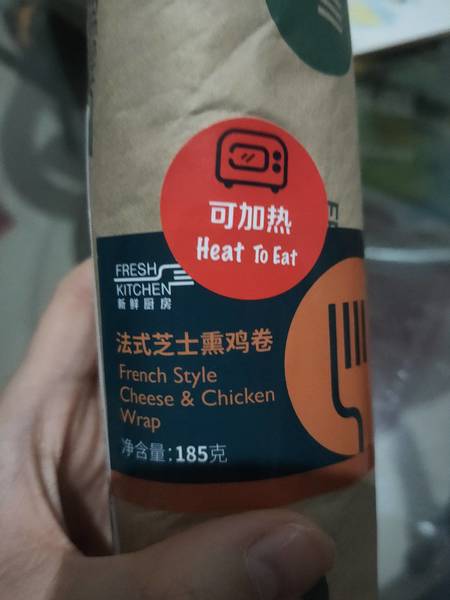 可加热
Heat To Eat
FRESH
KITCHEN
新鲜厨房
法式芝士熏鸡卷
French Style
Cheese & Chicken
Wrap
净含量:185克